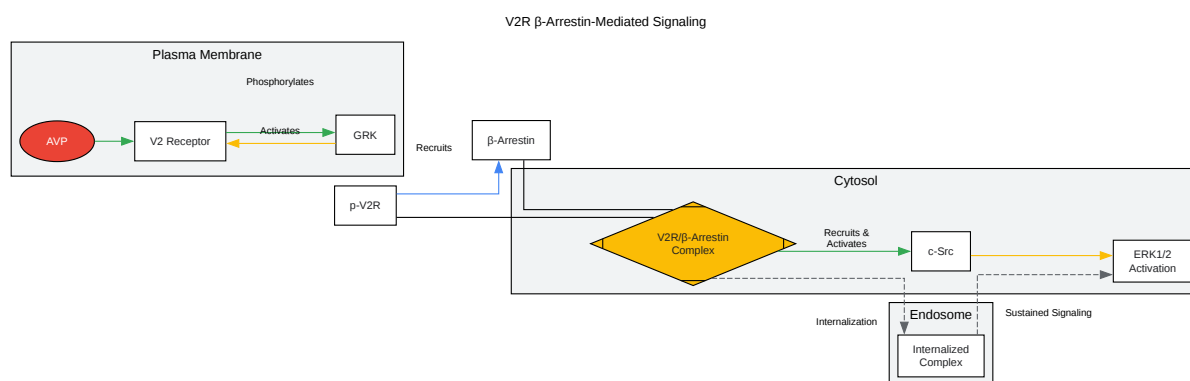 V2R β-Arrestin-Mediated Signaling
Plasma Membrane
Phosphorylates
AVP
V2 Receptor
Activates
GRK
Recruits
β-Arrestin
p-V2R
Cytosol
V2R/β-Arrestin
Complex
Recruits &
Activates
c-Src
ERK1/2
Activation
Internalization
Endosome
Sustained Signaling
Internalized
Complex